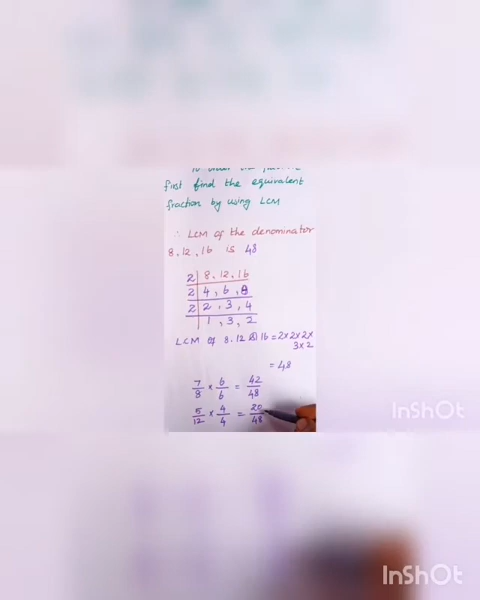 first find the equivalent
fraction by using LCM
∴ LCM of the denominator
8, 12, 16 is 48
2 | 8, 12, 16
2 | 4, 6, 8
2 | 2, 3, 4
1, 3, 2
LCM of 8, 12 & 16 = 2×2×2×
3×2
= 48
7/8 × 6/6 = 42/48
5/12 × 4/4 = 20/48
InShOt
InShOt